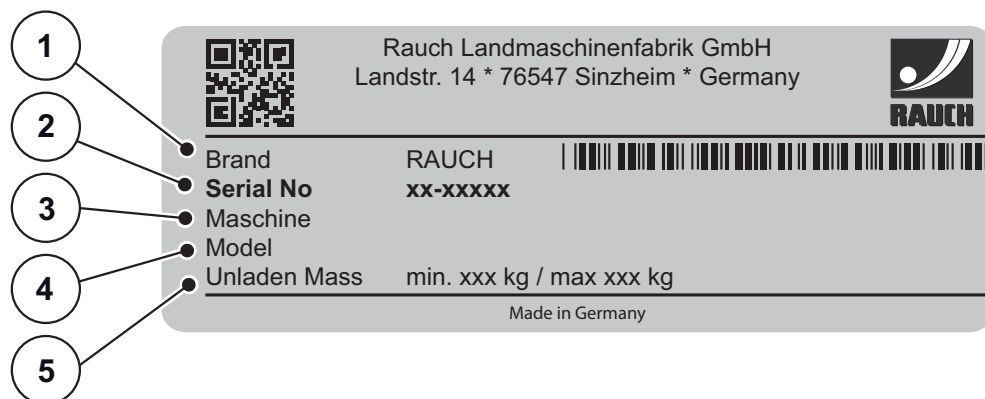 Rauch Landmaschinenfabrik GmbH
Landstr. 14 * 76547 Sinzheim * Germany
RAUCH
1
2
3
4
5
Brand RAUCH
Serial No xx-xxxxx
Maschine
Model
Unladen Mass min. xxx kg / max xxx kg
Made in Germany